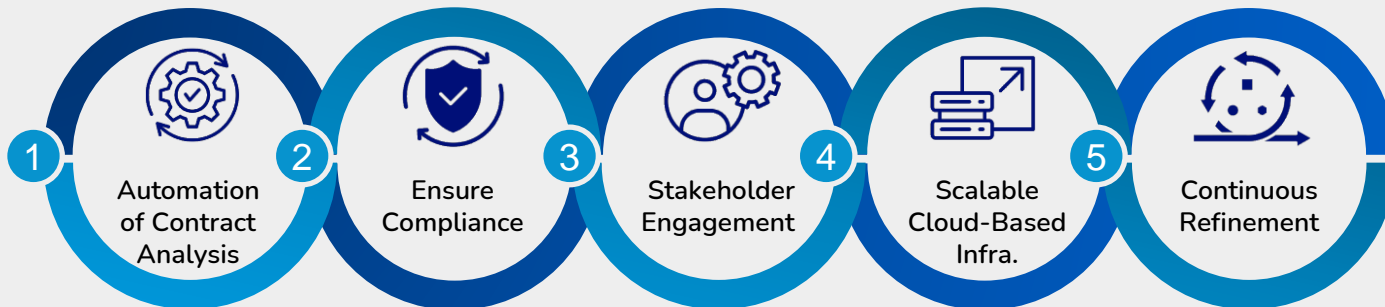 1
Automation
of Contract
Analysis
2
Ensure
Compliance
3
Stakeholder
Engagement
4
Scalable
Cloud-Based
Infra.
5
Continuous
Refinement